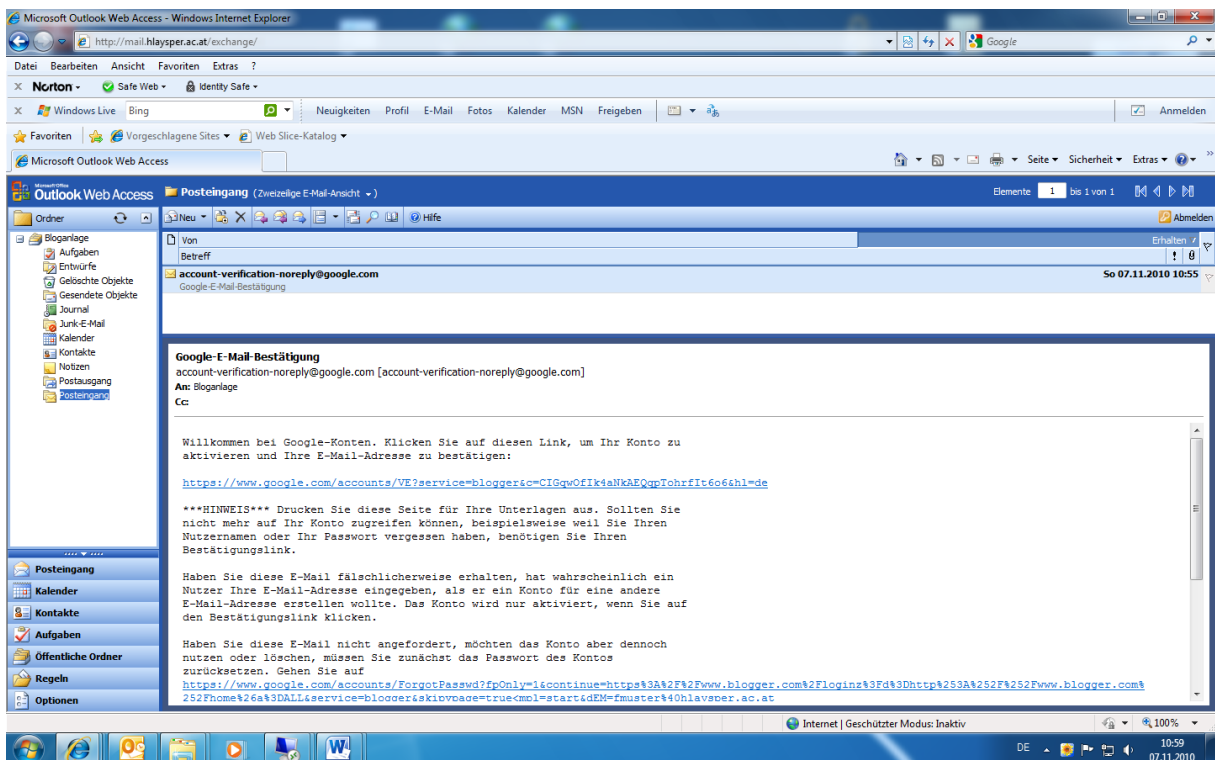 Microsoft Outlook Web Access - Windows Internet Explorer
http://mail.hlaysper.ac.at/exchange/
Google
Datei Bearbeiten Ansicht Favoriten Extras ?
x Norton - Safe Web Identity Safe
x Windows Live Bing Neuigkeiten Profil E-Mail Fotos Kalender MSN Freigeben Anmelden
Favoriten Vorgeschlagene Sites Web Slice-Katalog
Microsoft Outlook Web Access
Seite Sicherheit Extras »
Microsoft Office
Outlook Web Access
Posteingang (Zweizeilige E-Mail-Ansicht)
Elemente 1 bis 1 von 1
Ordner
Neu Hilfe Abmelden
Bloganlage
Aufgaben
Entwürfe
Gelöschte Objekte
Gesendete Objekte
Journal
Junk-E-Mail
Kalender
Kontakte
Notizen
Postausgang
Posteingang
Posteingang
Kalender
Kontakte
Aufgaben
Öffentliche Ordner
Regeln
Optionen
Von Erhalten
Betreff
account-verification-noreply@google.com So 07.11.2010 10:55
Google-E-Mail-Bestätigung
Google-E-Mail-Bestätigung
account-verification-noreply@google.com [account-verification-noreply@google.com]
An: Bloganlage
Cc:
Willkommen bei Google-Konten. Klicken Sie auf diesen Link, um Ihr Konto zu
aktivieren und Ihre E-Mail-Adresse zu bestätigen:
https://www.google.com/accounts/VE?service=blogger&c=CIGqwOfIk4aNkAEQqpTohrfIt6o6&hl=de
***HINWEIS*** Drucken Sie diese Seite für Ihre Unterlagen aus. Sollten Sie
nicht mehr auf Ihr Konto zugreifen können, beispielsweise weil Sie Ihren
Nutzernamen oder Ihr Passwort vergessen haben, benötigen Sie Ihren
Bestätigungslink.
Haben Sie diese E-Mail fälschlicherweise erhalten, hat wahrscheinlich ein
Nutzer Ihre E-Mail-Adresse eingegeben, als er ein Konto für eine andere
E-Mail-Adresse erstellen wollte. Das Konto wird nur aktiviert, wenn Sie auf
den Bestätigungslink klicken.
Haben Sie diese E-Mail nicht angefordert, möchten das Konto aber dennoch
nutzen oder löschen, müssen Sie zunächst das Passwort des Kontos
zurücksetzen. Gehen Sie auf
https://www.google.com/accounts/ForgotPasswd?fpOnly=1&continue=https%3A%2F%2Fwww.blogger.com%2Floginz%3Fd%3Dhttp%253A%252F%252Fwww.blogger.com%
252Fhome%26a%3DALL&service=blogger&skipvpage=true<mpl=start&dEM=fmuster%40hlaysper.ac.at
Internet | Geschützter Modus: Inaktiv 100%
DE 10:59
07.11.2010